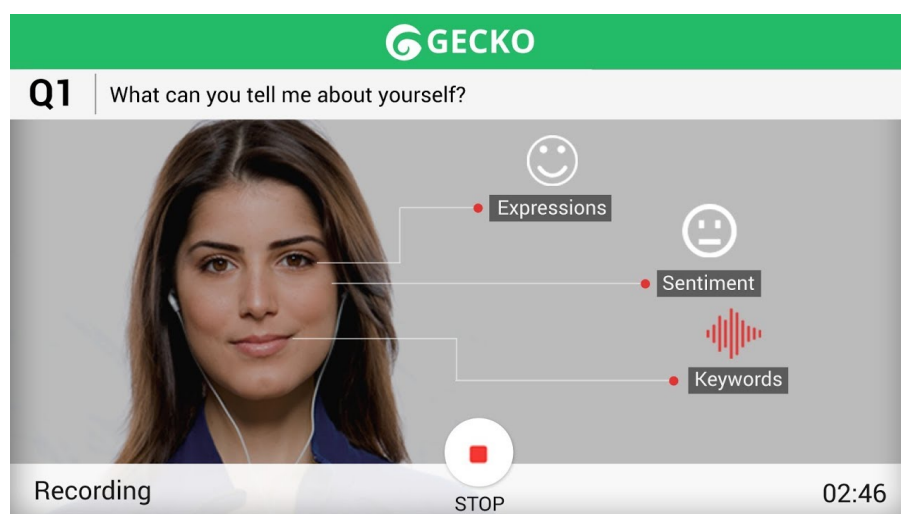 GECKO
Q1 What can you tell me about yourself?
Expressions
Sentiment
Keywords
Recording
STOP
02:46